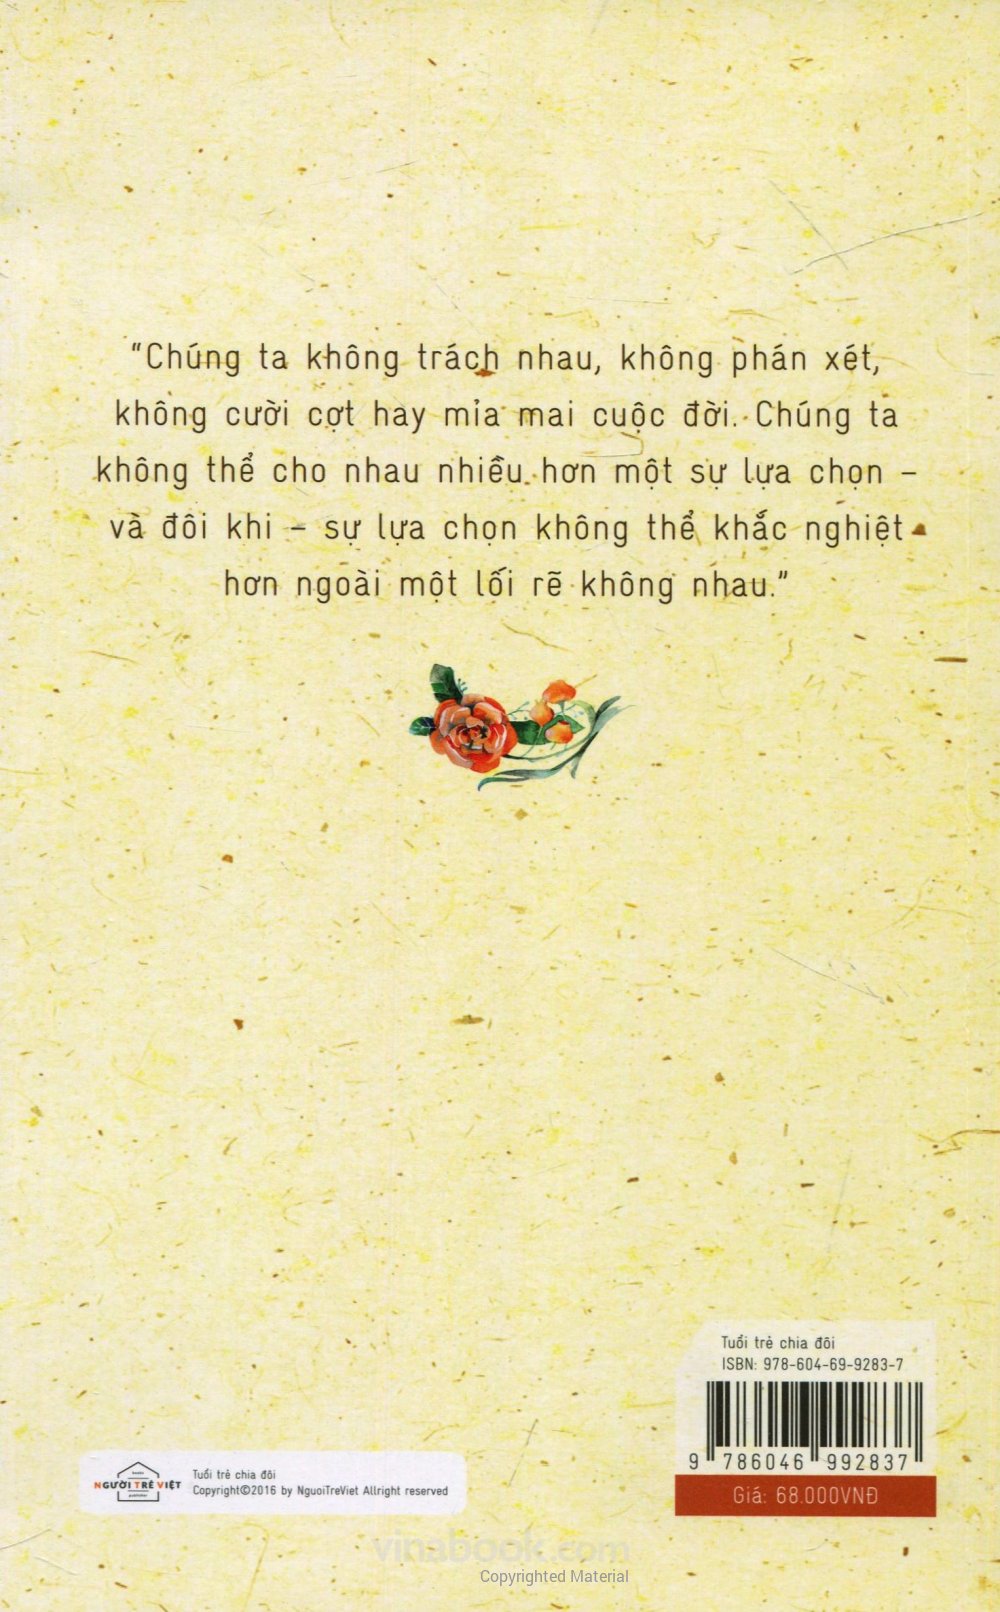 “Chúng ta không trách nhau, không phán xét,
không cười cợt hay mỉa mai cuộc đời. Chúng ta
không thể cho nhau nhiều hơn một sự lựa chọn –
và đôi khi – sự lựa chọn không thể khắc nghiệt
hơn ngoài một lối rẽ không nhau.”
Tuổi trẻ chia đôi
ISBN: 978-604-69-9283-7
9 786046 992837
Giá: 68.000VNĐ
books
NGƯỜI TRẺ VIỆT
publisher
Tuổi trẻ chia đôi
Copyright©2016 by NguoiTreViet Allright reserved
vinabook.com
Copyrighted Material